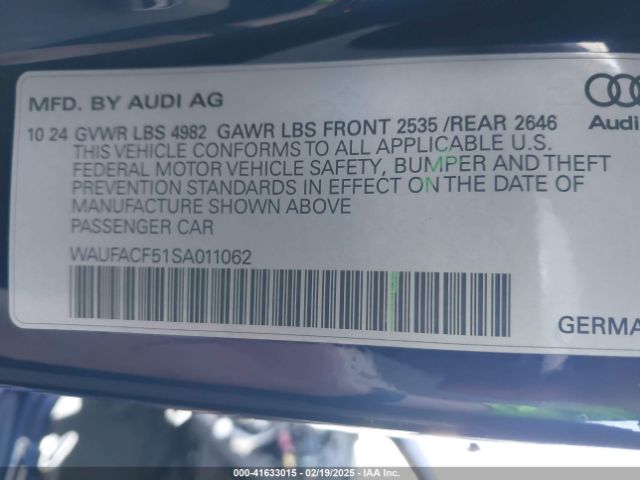 MFD. BY AUDI AG
10 24 GVWR LBS 4982 GAWR LBS FRONT 2535 /REAR 2646
THIS VEHICLE CONFORMS TO ALL APPLICABLE U.S.
FEDERAL MOTOR VEHICLE SAFETY, BUMPER AND THEFT
PREVENTION STANDARDS IN EFFECT ON THE DATE OF
MANUFACTURE SHOWN ABOVE
PASSENGER CAR
WAUFACF51SA011062
Audi
GERMA
000-41633015 - 02/19/2025 - IAA Inc.